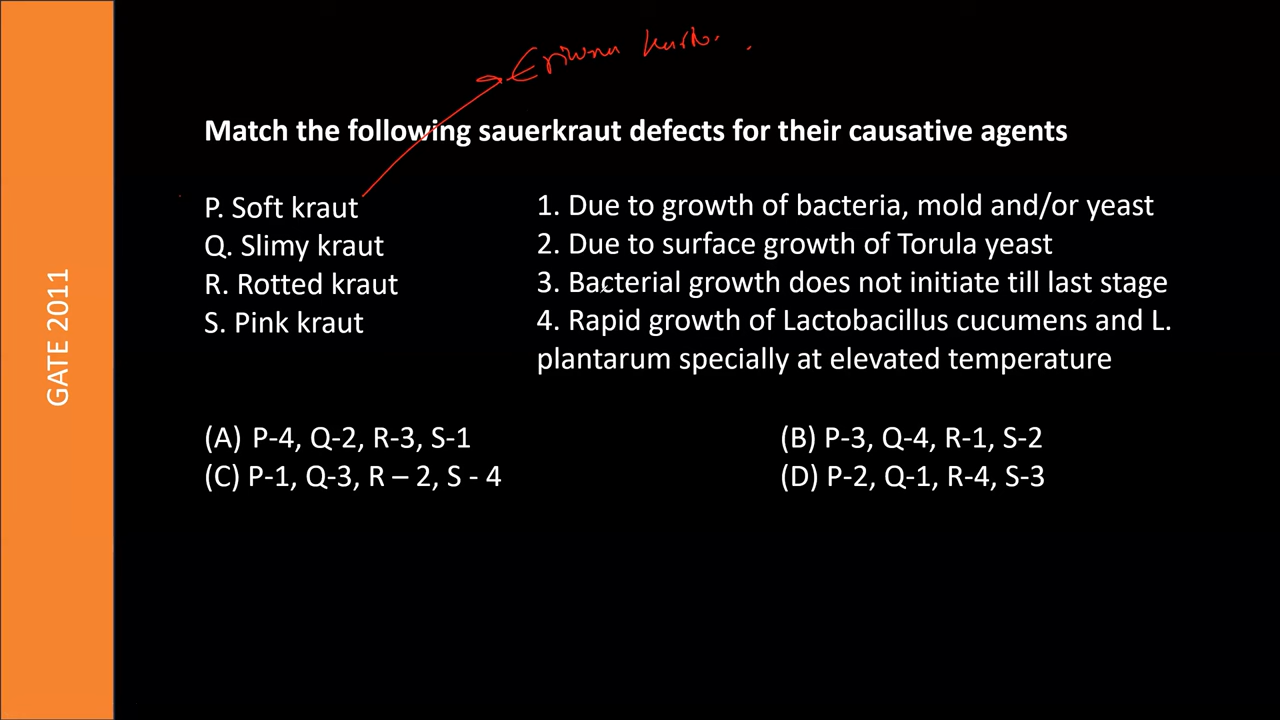 Match the following sauerkraut defects for their causative agents
P. Soft kraut
Q. Slimy kraut
R. Rotted kraut
S. Pink kraut
1. Due to growth of bacteria, mold and/or yeast
2. Due to surface growth of Torula yeast
3. Bacterial growth does not initiate till last stage
4. Rapid growth of Lactobacillus cucumens and L.
plantarum specially at elevated temperature
(A) P-4, Q-2, R-3, S-1
(B) P-3, Q-4, R-1, S-2
(C) P-1, Q-3, R – 2, S - 4
(D) P-2, Q-1, R-4, S-3
GATE 2011